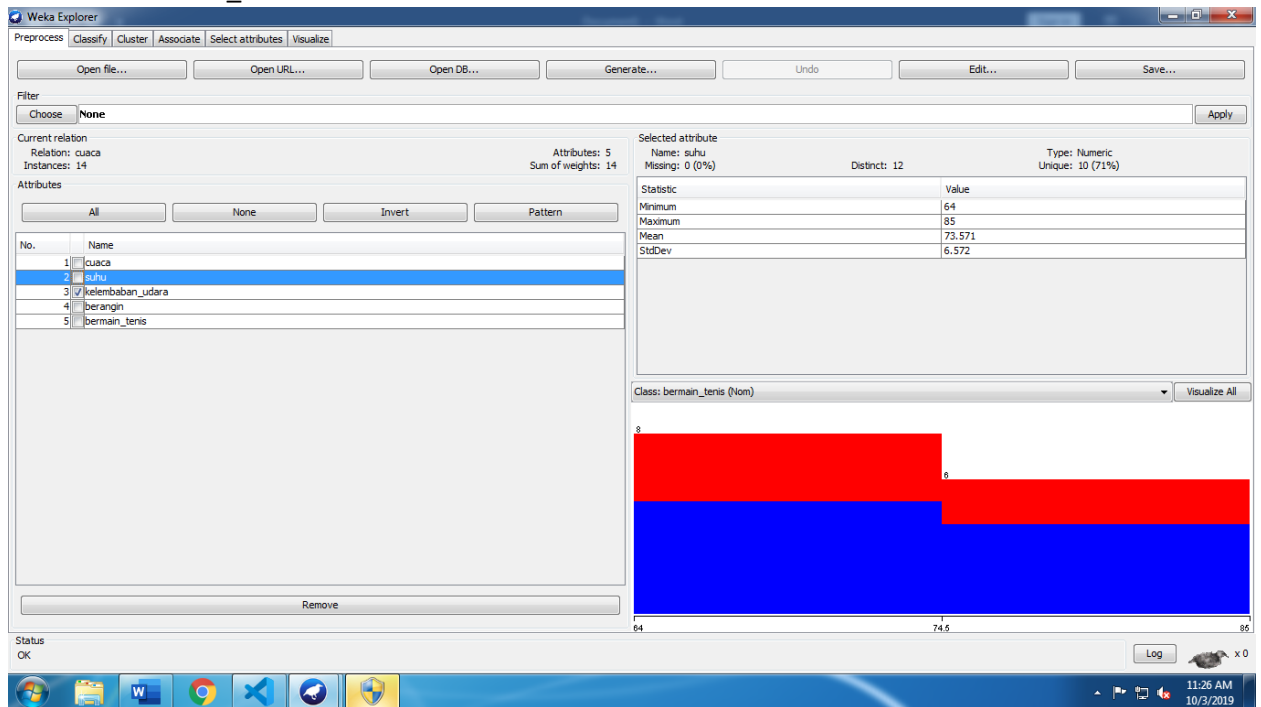 Weka Explorer
Preprocess Classify Cluster Associate Select attributes Visualize
Open file... Open URL... Open DB... Generate... Undo Edit... Save...
Filter
Choose None Apply
Current relation
Relation: cuaca Attributes: 5
Instances: 14 Sum of weights: 14
Selected attribute
Name: suhu Type: Numeric
Missing: 0 (0%) Distinct: 12 Unique: 10 (71%)
Attributes
All None Invert Pattern
No. Name
1 cuaca
2 suhu
3 kelembaban_udara
4 berangin
5 bermain_tenis
Remove
Statistic Value
Minimum 64
Maximum 85
Mean 73.571
StdDev 6.572
Class: bermain_tenis (Nom) Visualize All
8
6
64 74.5 85
Status
OK Log x 0
11:26 AM
10/3/2019